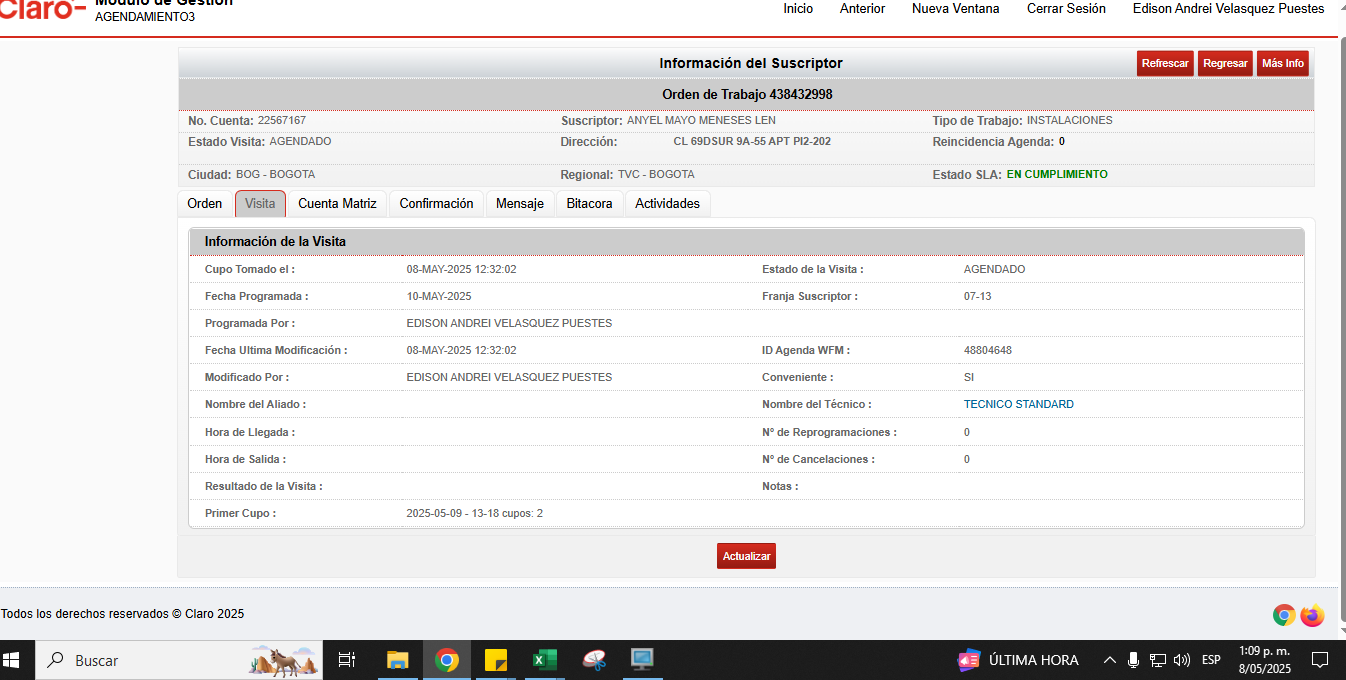 Claro-
Módulo de Gestión
AGENDAMIENTO3
Inicio Anterior Nueva Ventana Cerrar Sesión Edison Andrei Velasquez Puestes
Información del Suscriptor Refrescar Regresar Más Info
Orden de Trabajo 438432998
No. Cuenta: 22567167 Suscriptor: ANYEL MAYO MENESES LEN Tipo de Trabajo: INSTALACIONES
Estado Visita: AGENDADO Dirección: CL 69DSUR 9A-55 APT PI2-202 Reincidencia Agenda: 0
Ciudad: BOG - BOGOTA Regional: TVC - BOGOTA Estado SLA: EN CUMPLIMIENTO
Orden Visita Cuenta Matriz Confirmación Mensaje Bitacora Actividades
Información de la Visita
Cupo Tomado el : 08-MAY-2025 12:32:02 Estado de la Visita : AGENDADO
Fecha Programada : 10-MAY-2025 Franja Suscriptor : 07-13
Programada Por : EDISON ANDREI VELASQUEZ PUESTES
Fecha Ultima Modificación : 08-MAY-2025 12:32:02 ID Agenda WFM : 48804648
Modificado Por : EDISON ANDREI VELASQUEZ PUESTES Conveniente : SI
Nombre del Aliado : Nombre del Técnico : TECNICO STANDARD
Hora de Llegada : Nº de Reprogramaciones : 0
Hora de Salida : Nº de Cancelaciones : 0
Resultado de la Visita : Notas :
Primer Cupo : 2025-05-09 - 13-18 cupos: 2
Actualizar
Todos los derechos reservados © Claro 2025
Buscar ÚLTIMA HORA ESP 1:09 p. m.
8/05/2025